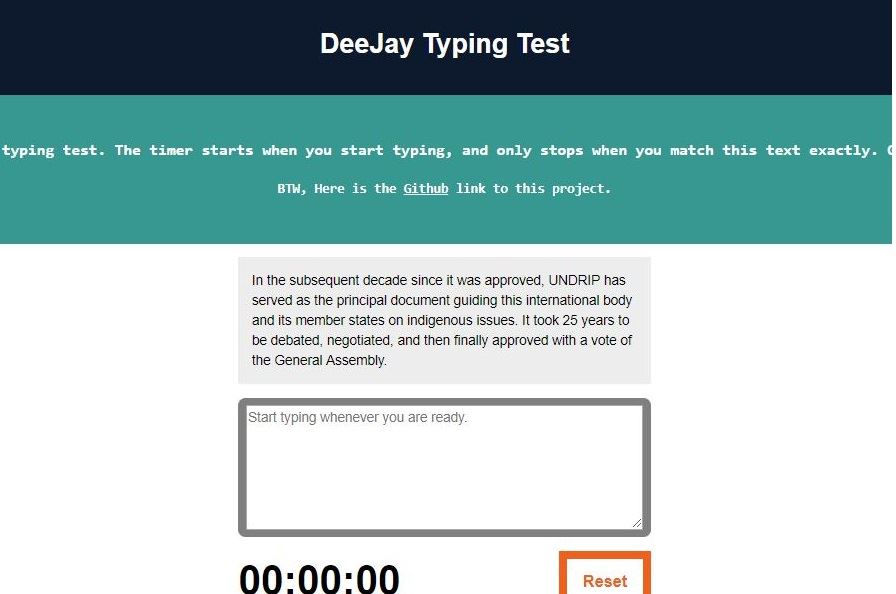 DeeJay Typing Test
typing test. The timer starts when you start typing, and only stops when you match this text exactly.
BTW, Here is the Github link to this project.
In the subsequent decade since it was approved, UNDRIP has
served as the principal document guiding this international body
and its member states on indigenous issues. It took 25 years to
be debated, negotiated, and then finally approved with a vote of
the General Assembly.
Start typing whenever you are ready.
00:00:00
Reset